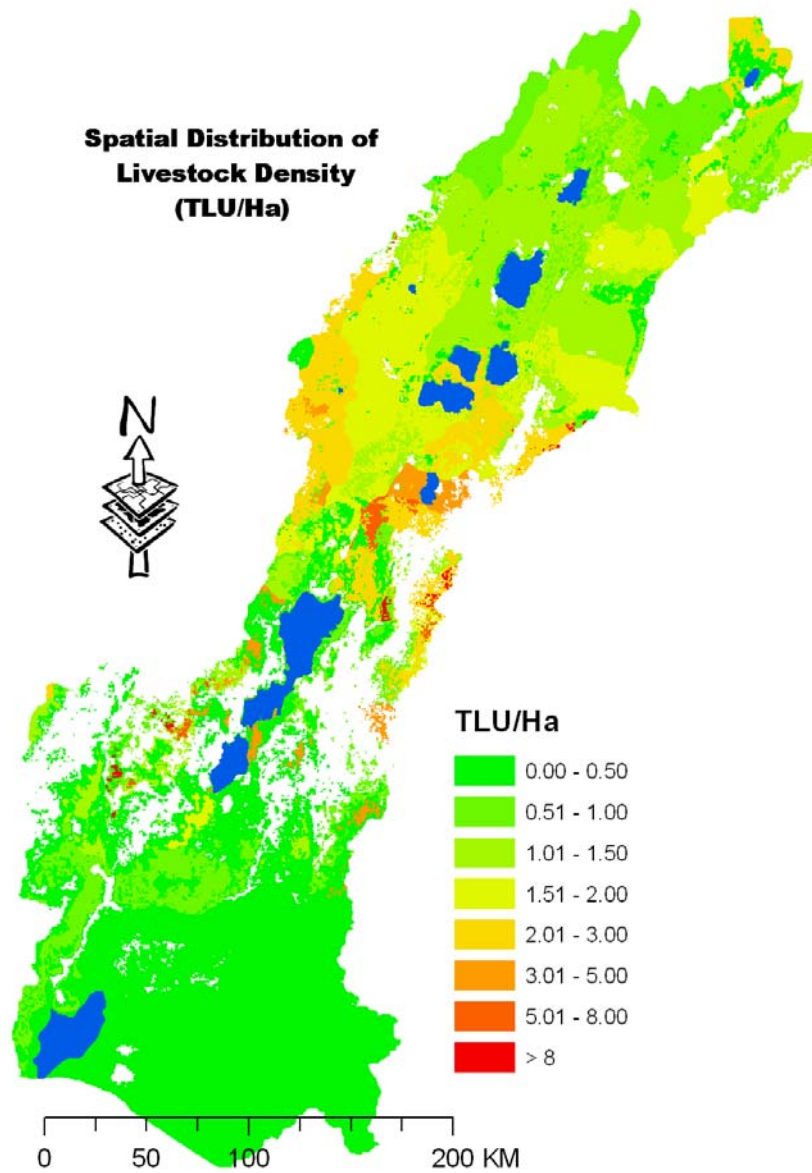 Spatial Distribution of
Livestock Density
(TLU/Ha)
N
TLU/Ha
0.00 - 0.50
0.51 - 1.00
1.01 - 1.50
1.51 - 2.00
2.01 - 3.00
3.01 - 5.00
5.01 - 8.00
> 8
0 50 100 200 KM